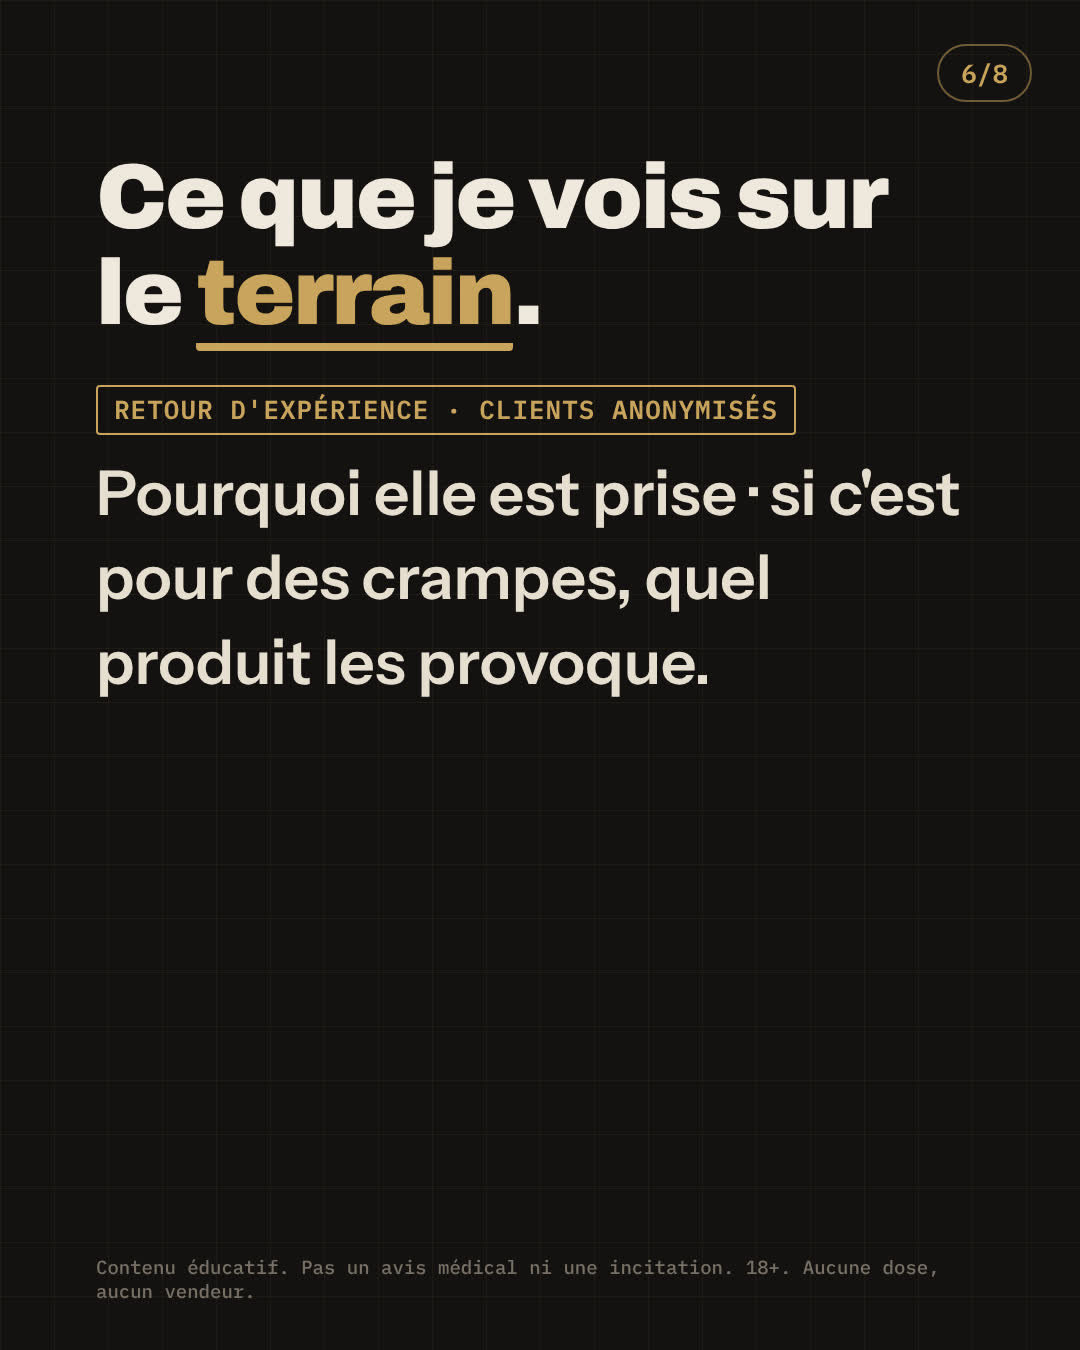 6/8
Ce que je vois sur
le terrain.
RETOUR D'EXPÉRIENCE · CLIENTS ANONYMISÉS
Pourquoi elle est prise · si c'est
pour des crampes, quel
produit les provoque.
Contenu éducatif. Pas un avis médical ni une incitation. 18+. Aucune dose,
aucun vendeur.